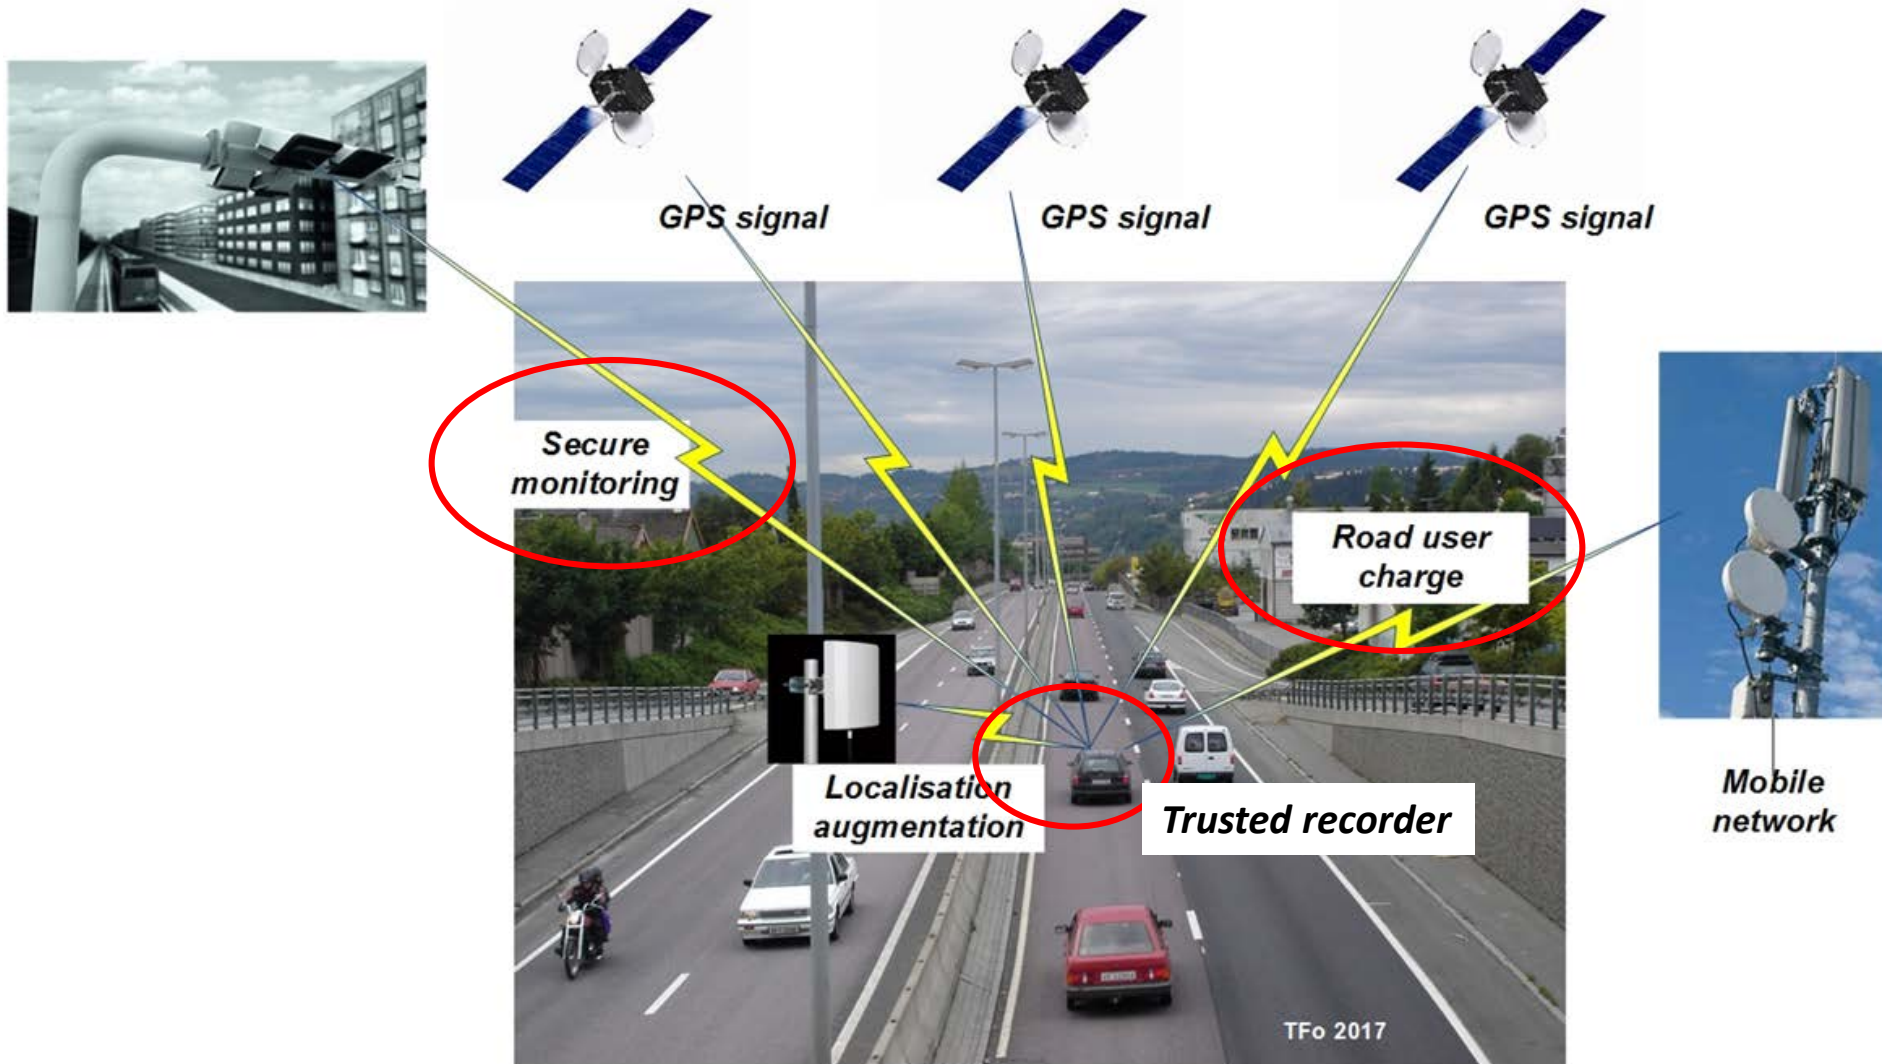 GPS signal
GPS signal
GPS signal
Secure
monitoring
Road user
charge
Localisation
augmentation
Trusted recorder
Mobile
network
TFo 2017